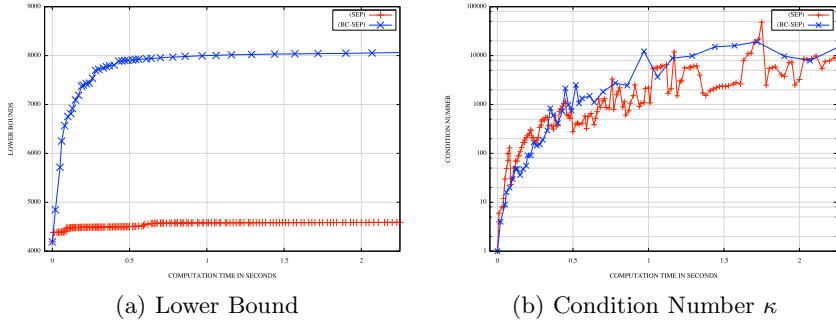 (SEP)
(BC-SEP)
9000
8000
7000
6000
5000
4000
LOWER BOUNDS
0
0.5
1
1.5
2
COMPUTATION TIME IN SECONDS
(a) Lower Bound
(SEP)
(BC-SEP)
100000
10000
1000
100
10
1
CONDITION NUMBER
0
0.5
1
1.5
2
COMPUTATION TIME IN SECONDS
(b) Condition Number κ